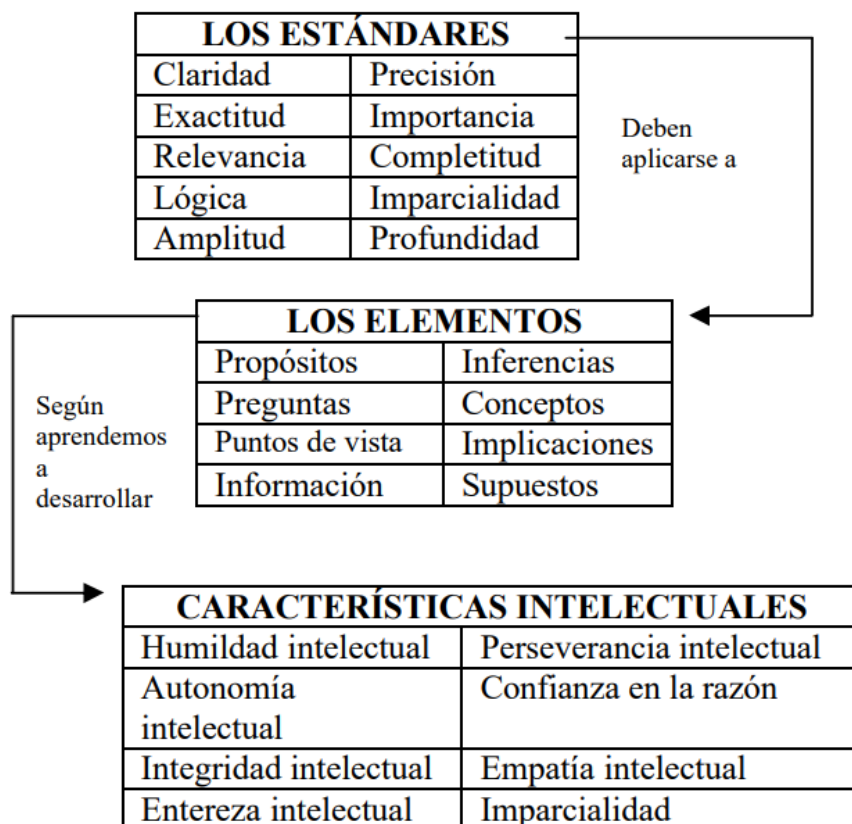 LOS ESTÁNDARES
Claridad Precisión
Exactitud Importancia
Relevancia Completitud
Lógica Imparcialidad
Amplitud Profundidad
Deben
aplicarse a
LOS ELEMENTOS
Propósitos Inferencias
Preguntas Conceptos
Puntos de vista Implicaciones
Información Supuestos
Según
aprendemos
a
desarrollar
CARACTERÍSTICAS INTELECTUALES
Humildad intelectual Perseverancia intelectual
Autonomía Confianza en la razón
intelectual
Integridad intelectual Empatía intelectual
Entereza intelectual Imparcialidad